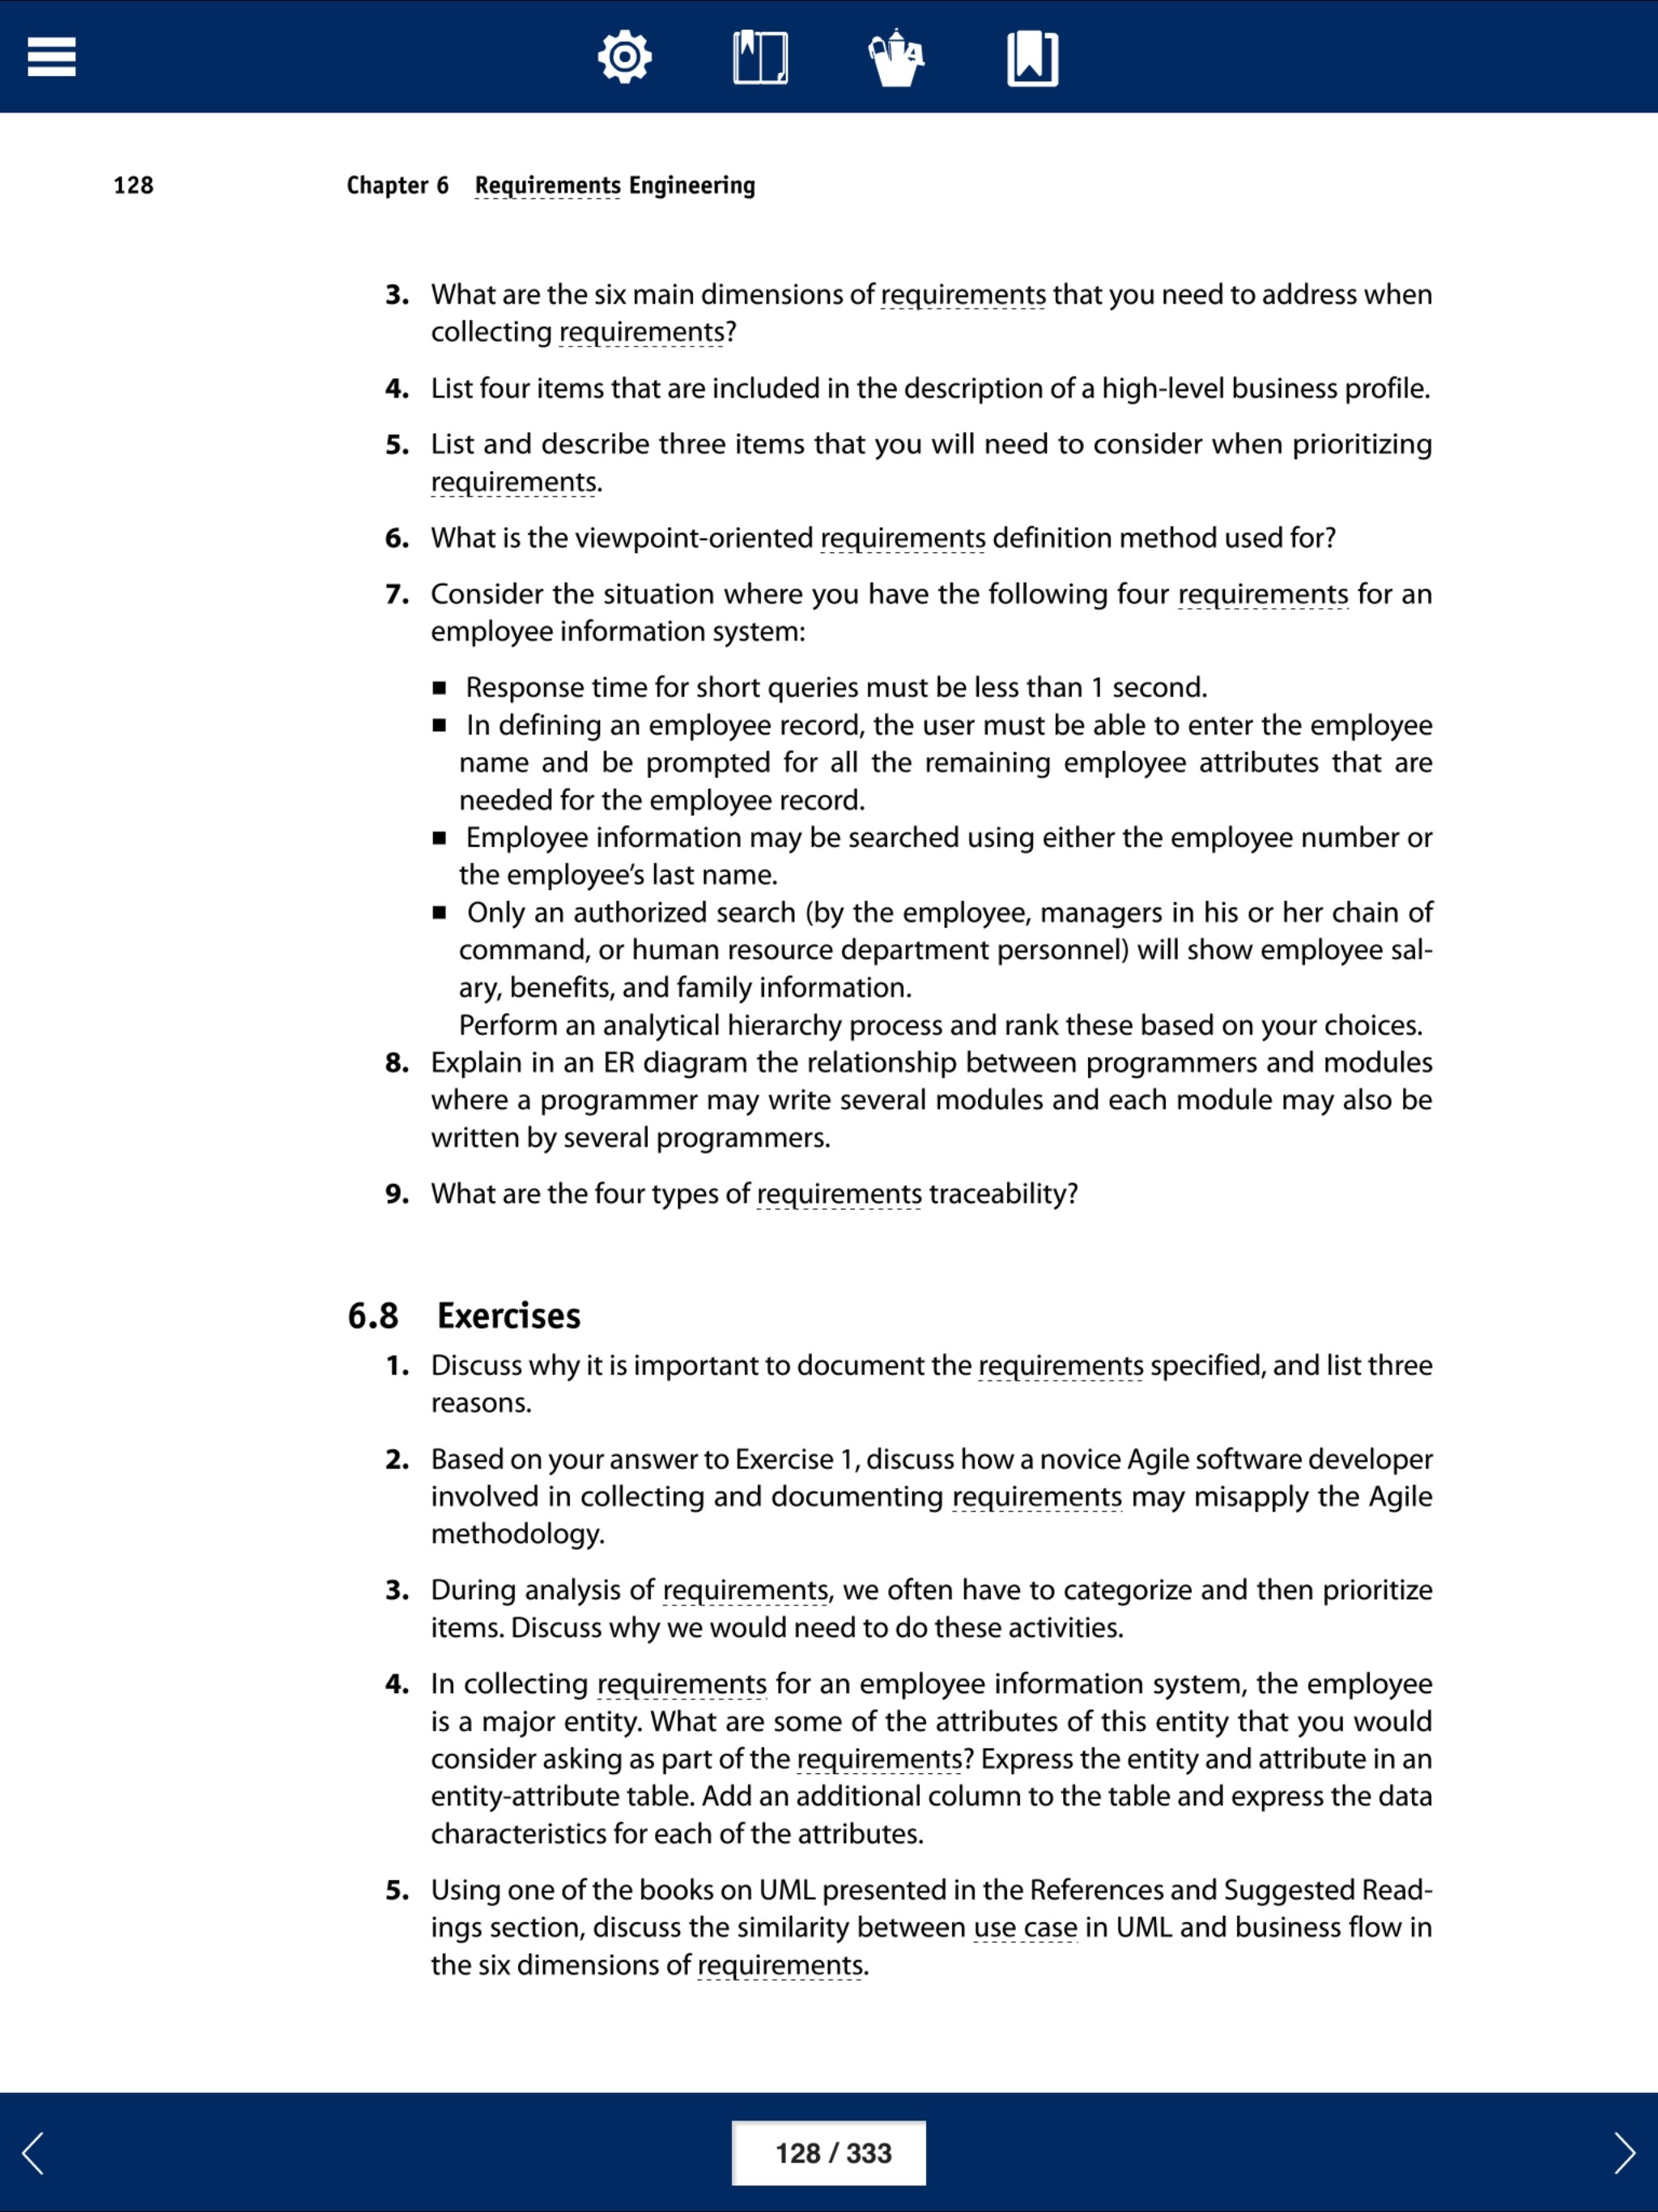 128 Chapter 6 Requirements Engineering
3. What are the six main dimensions of requirements that you need to address when
collecting requirements?
4. List four items that are included in the description of a high-level business profile.
5. List and describe three items that you will need to consider when prioritizing
requirements.
6. What is the viewpoint-oriented requirements definition method used for?
7. Consider the situation where you have the following four requirements for an
employee information system:
■ Response time for short queries must be less than 1 second.
■ In defining an employee record, the user must be able to enter the employee
name and be prompted for all the remaining employee attributes that are
needed for the employee record.
■ Employee information may be searched using either the employee number or
the employee’s last name.
■ Only an authorized search (by the employee, managers in his or her chain of
command, or human resource department personnel) will show employee sal-
ary, benefits, and family information.
Perform an analytical hierarchy process and rank these based on your choices.
8. Explain in an ER diagram the relationship between programmers and modules
where a programmer may write several modules and each module may also be
written by several programmers.
9. What are the four types of requirements traceability?
6.8 Exercises
1. Discuss why it is important to document the requirements specified, and list three
reasons.
2. Based on your answer to Exercise 1, discuss how a novice Agile software developer
involved in collecting and documenting requirements may misapply the Agile
methodology.
3. During analysis of requirements, we often have to categorize and then prioritize
items. Discuss why we would need to do these activities.
4. In collecting requirements for an employee information system, the employee
is a major entity. What are some of the attributes of this entity that you would
consider asking as part of the requirements? Express the entity and attribute in an
entity-attribute table. Add an additional column to the table and express the data
characteristics for each of the attributes.
5. Using one of the books on UML presented in the References and Suggested Read-
ings section, discuss the similarity between use case in UML and business flow in
the six dimensions of requirements.
128 / 333